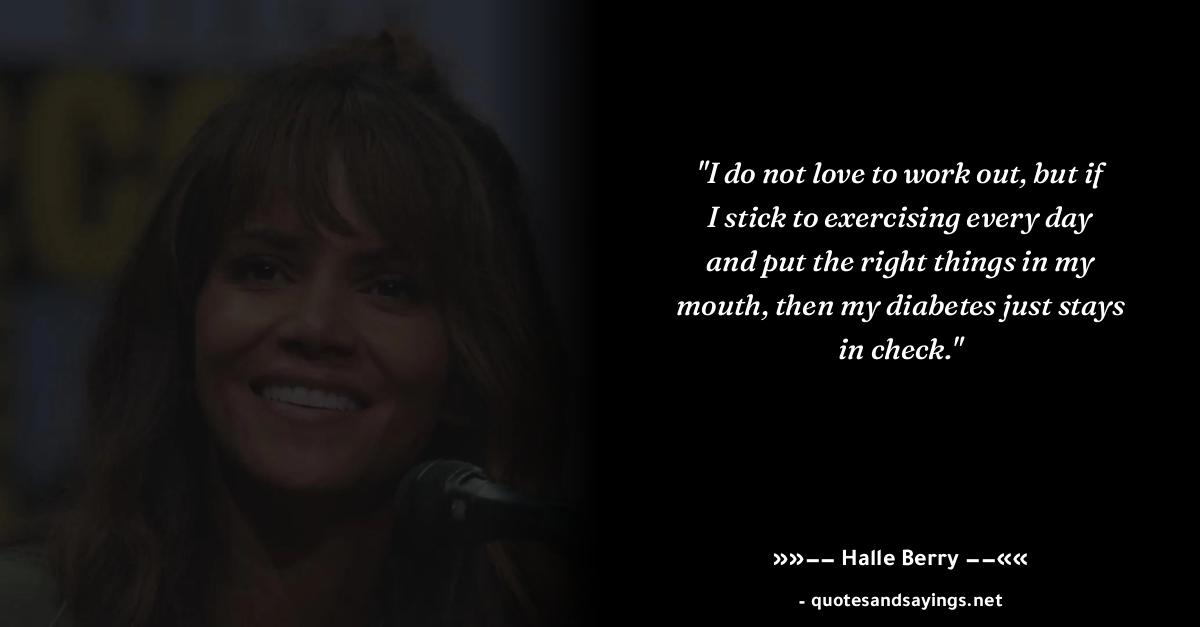 "I do not love to work out, but if
I stick to exercising every day
and put the right things in my
mouth, then my diabetes just stays
in check."
»»−− Halle Berry −−««
- quotesandsayings.net